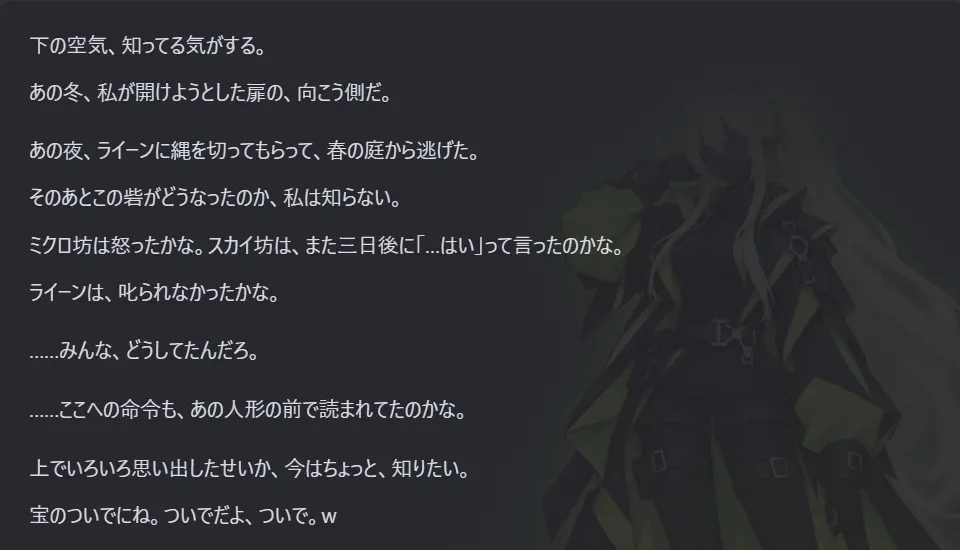 下の空気、知ってる気がする。
あの冬、私が開けようとした扉の、向こう側だ。
あの夜、ライーンに縄を切ってもらって、春の庭から逃げた。
そのあとこの砦がどうなったのか、私は知らない。
ミクロ坊は怒ったかな。スカイ坊は、また三日後に「…はい」って言ったのかな。
ライーンは、叱られなかったかな。
……みんな、どうしてたんだろ。
……ここへの命令も、あの人形の前で読まれてたのかな。
上でいろいろ思い出したせいか、今はちょっと、知りたい。
宝のついでにね。ついでだよ、ついで。w